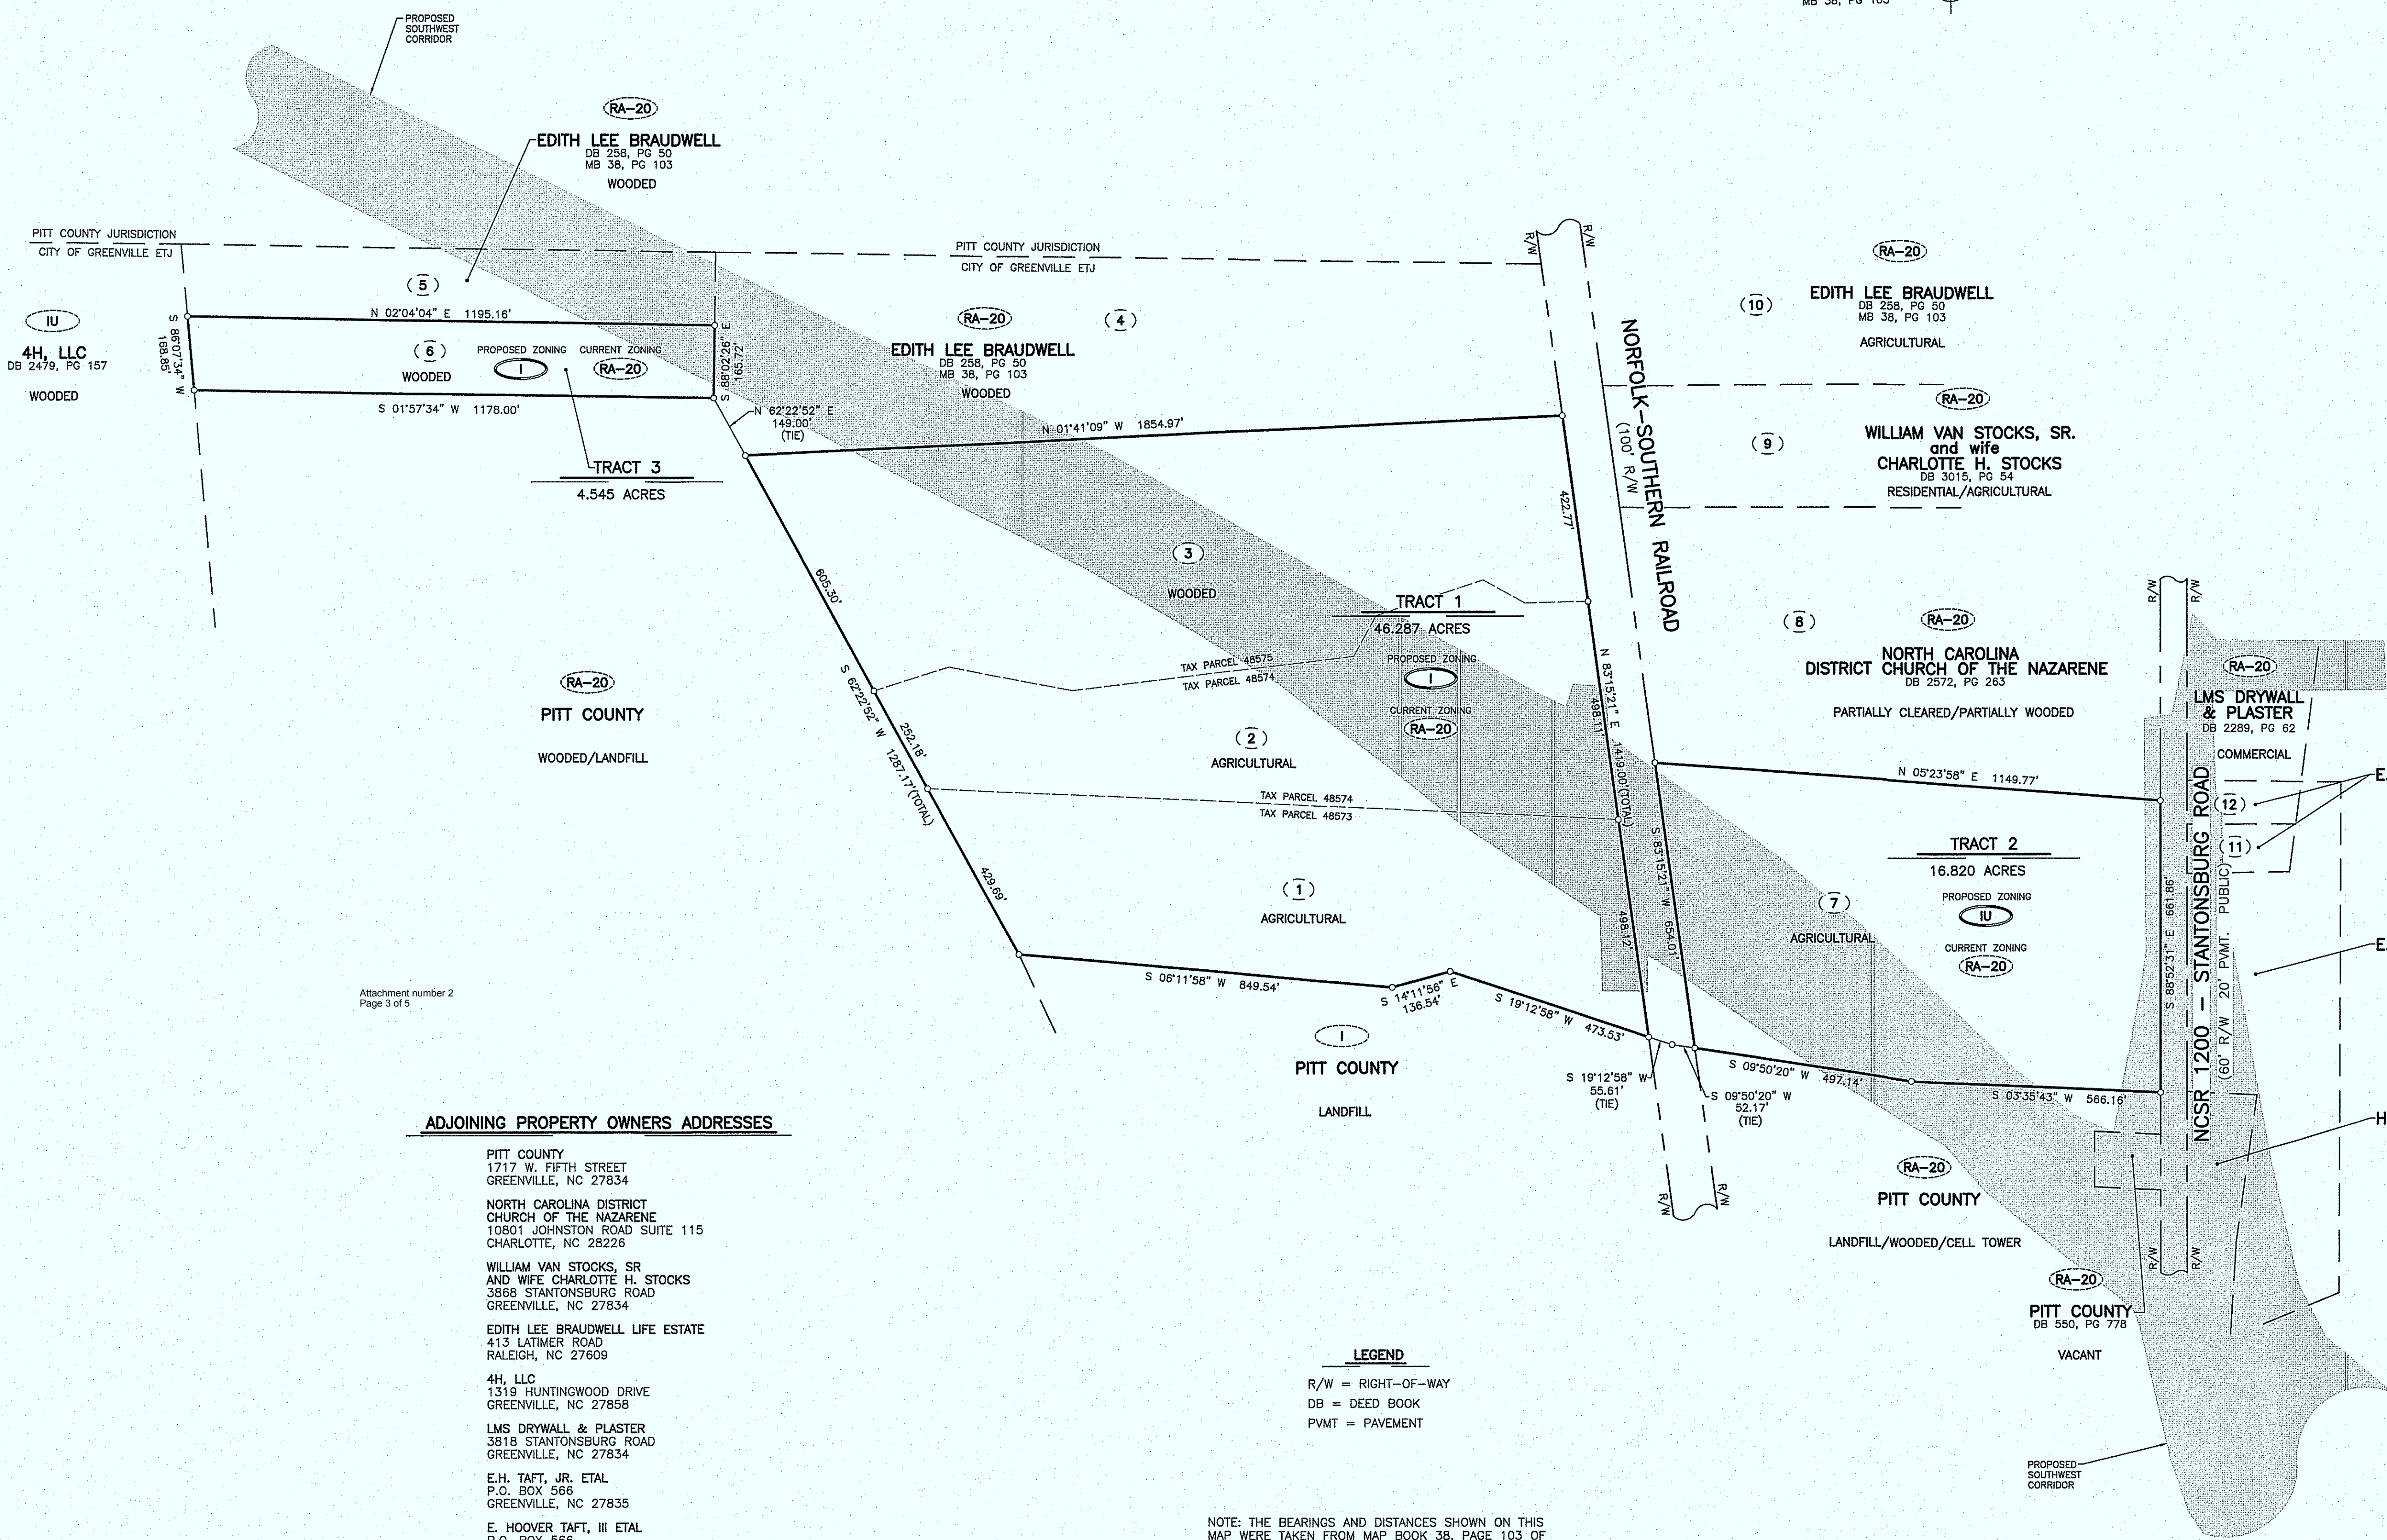 MB 38, PG 103
PROPOSED
SOUTHWEST
CORRIDOR
RA-20
EDITH LEE BRAUDWELL
DB 258, PG 50
MB 38, PG 103
WOODED
PITT COUNTY JURISDICTION
CITY OF GREENVILLE ETJ
PITT COUNTY JURISDICTION
CITY OF GREENVILLE ETJ
R/W
R/W
5
N 02°04'04" E 1195.16'
IU
4H, LLC
DB 2479, PG 157
WOODED
S 86°07'34" W
168.85'
6
WOODED
PROPOSED ZONING
I
CURRENT ZONING
RA-20
S 88°02'26" E
165.72'
S 01°57'34" W 1178.00'
N 62°22'52" E
149.00'
(TIE)
TRACT 3
4.545 ACRES
RA-20
4
EDITH LEE BRAUDWELL
DB 258, PG 50
MB 38, PG 103
WOODED
N 01°41'09" W 1854.97'
RA-20
10
EDITH LEE BRAUDWELL
DB 258, PG 50
MB 38, PG 103
AGRICULTURAL
NORFOLK-SOUTHERN RAILROAD
(100' R/W)
RA-20
9
WILLIAM VAN STOCKS, SR.
and wife
CHARLOTTE H. STOCKS
DB 3015, PG 54
RESIDENTIAL/AGRICULTURAL
422.77'
605.30'
3
WOODED
TRACT 1
46.287 ACRES
PROPOSED ZONING
I
CURRENT ZONING
RA-20
TAX PARCEL 48575
TAX PARCEL 48574
N 83°15'21" E 1419.00'(TOTAL)
498.11'
8
RA-20
NORTH CAROLINA
DISTRICT CHURCH OF THE NAZARENE
DB 2572, PG 263
PARTIALLY CLEARED/PARTIALLY WOODED
R/W
R/W
RA-20
LMS DRYWALL
& PLASTER
DB 2289, PG 62
COMMERCIAL
RA-20
PITT COUNTY
WOODED/LANDFILL
S 62°22'52" W 1287.17'(TOTAL)
252.18'
2
AGRICULTURAL
TAX PARCEL 48574
TAX PARCEL 48573
N 05°23'58" E 1149.77'
12
11
E.
TRACT 2
16.820 ACRES
PROPOSED ZONING
IU
CURRENT ZONING
RA-20
429.69'
1
AGRICULTURAL
498.12'
S 83°15'21" W 654.01'
7
AGRICULTURAL
S 88°52'31" E 661.86'
NCSR 1200 - STANTONSBURG ROAD
(60' R/W 20' PVMT. PUBLIC)
E.
S 06°11'58" W 849.54'
S 14°11'56" E
136.54'
S 19°12'58" W 473.53'
Attachment number 2
Page 3 of 5
I
PITT COUNTY
LANDFILL
S 19°12'58" W
55.61'
(TIE)
S 09°50'20" W
52.17'
(TIE)
S 09°50'20" W 497.14'
S 03°35'43" W 566.16'
H
R/W
R/W
RA-20
PITT COUNTY
LANDFILL/WOODED/CELL TOWER
R/W
R/W
RA-20
PITT COUNTY
DB 550, PG 778
VACANT
PROPOSED
SOUTHWEST
CORRIDOR
ADJOINING PROPERTY OWNERS ADDRESSES
PITT COUNTY
1717 W. FIFTH STREET
GREENVILLE, NC 27834
NORTH CAROLINA DISTRICT
CHURCH OF THE NAZARENE
10801 JOHNSTON ROAD SUITE 115
CHARLOTTE, NC 28226
WILLIAM VAN STOCKS, SR
AND WIFE CHARLOTTE H. STOCKS
3868 STANTONSBURG ROAD
GREENVILLE, NC 27834
EDITH LEE BRAUDWELL LIFE ESTATE
413 LATIMER ROAD
RALEIGH, NC 27609
4H, LLC
1319 HUNTINGWOOD DRIVE
GREENVILLE, NC 27858
LMS DRYWALL & PLASTER
3818 STANTONSBURG ROAD
GREENVILLE, NC 27834
E.H. TAFT, JR. ETAL
P.O. BOX 566
GREENVILLE, NC 27835
E. HOOVER TAFT, III ETAL
P.O. BOX 566
LEGEND
R/W = RIGHT-OF-WAY
DB = DEED BOOK
PVMT = PAVEMENT
NOTE: THE BEARINGS AND DISTANCES SHOWN ON THIS
MAP WERE TAKEN FROM MAP BOOK 38, PAGE 103 OF